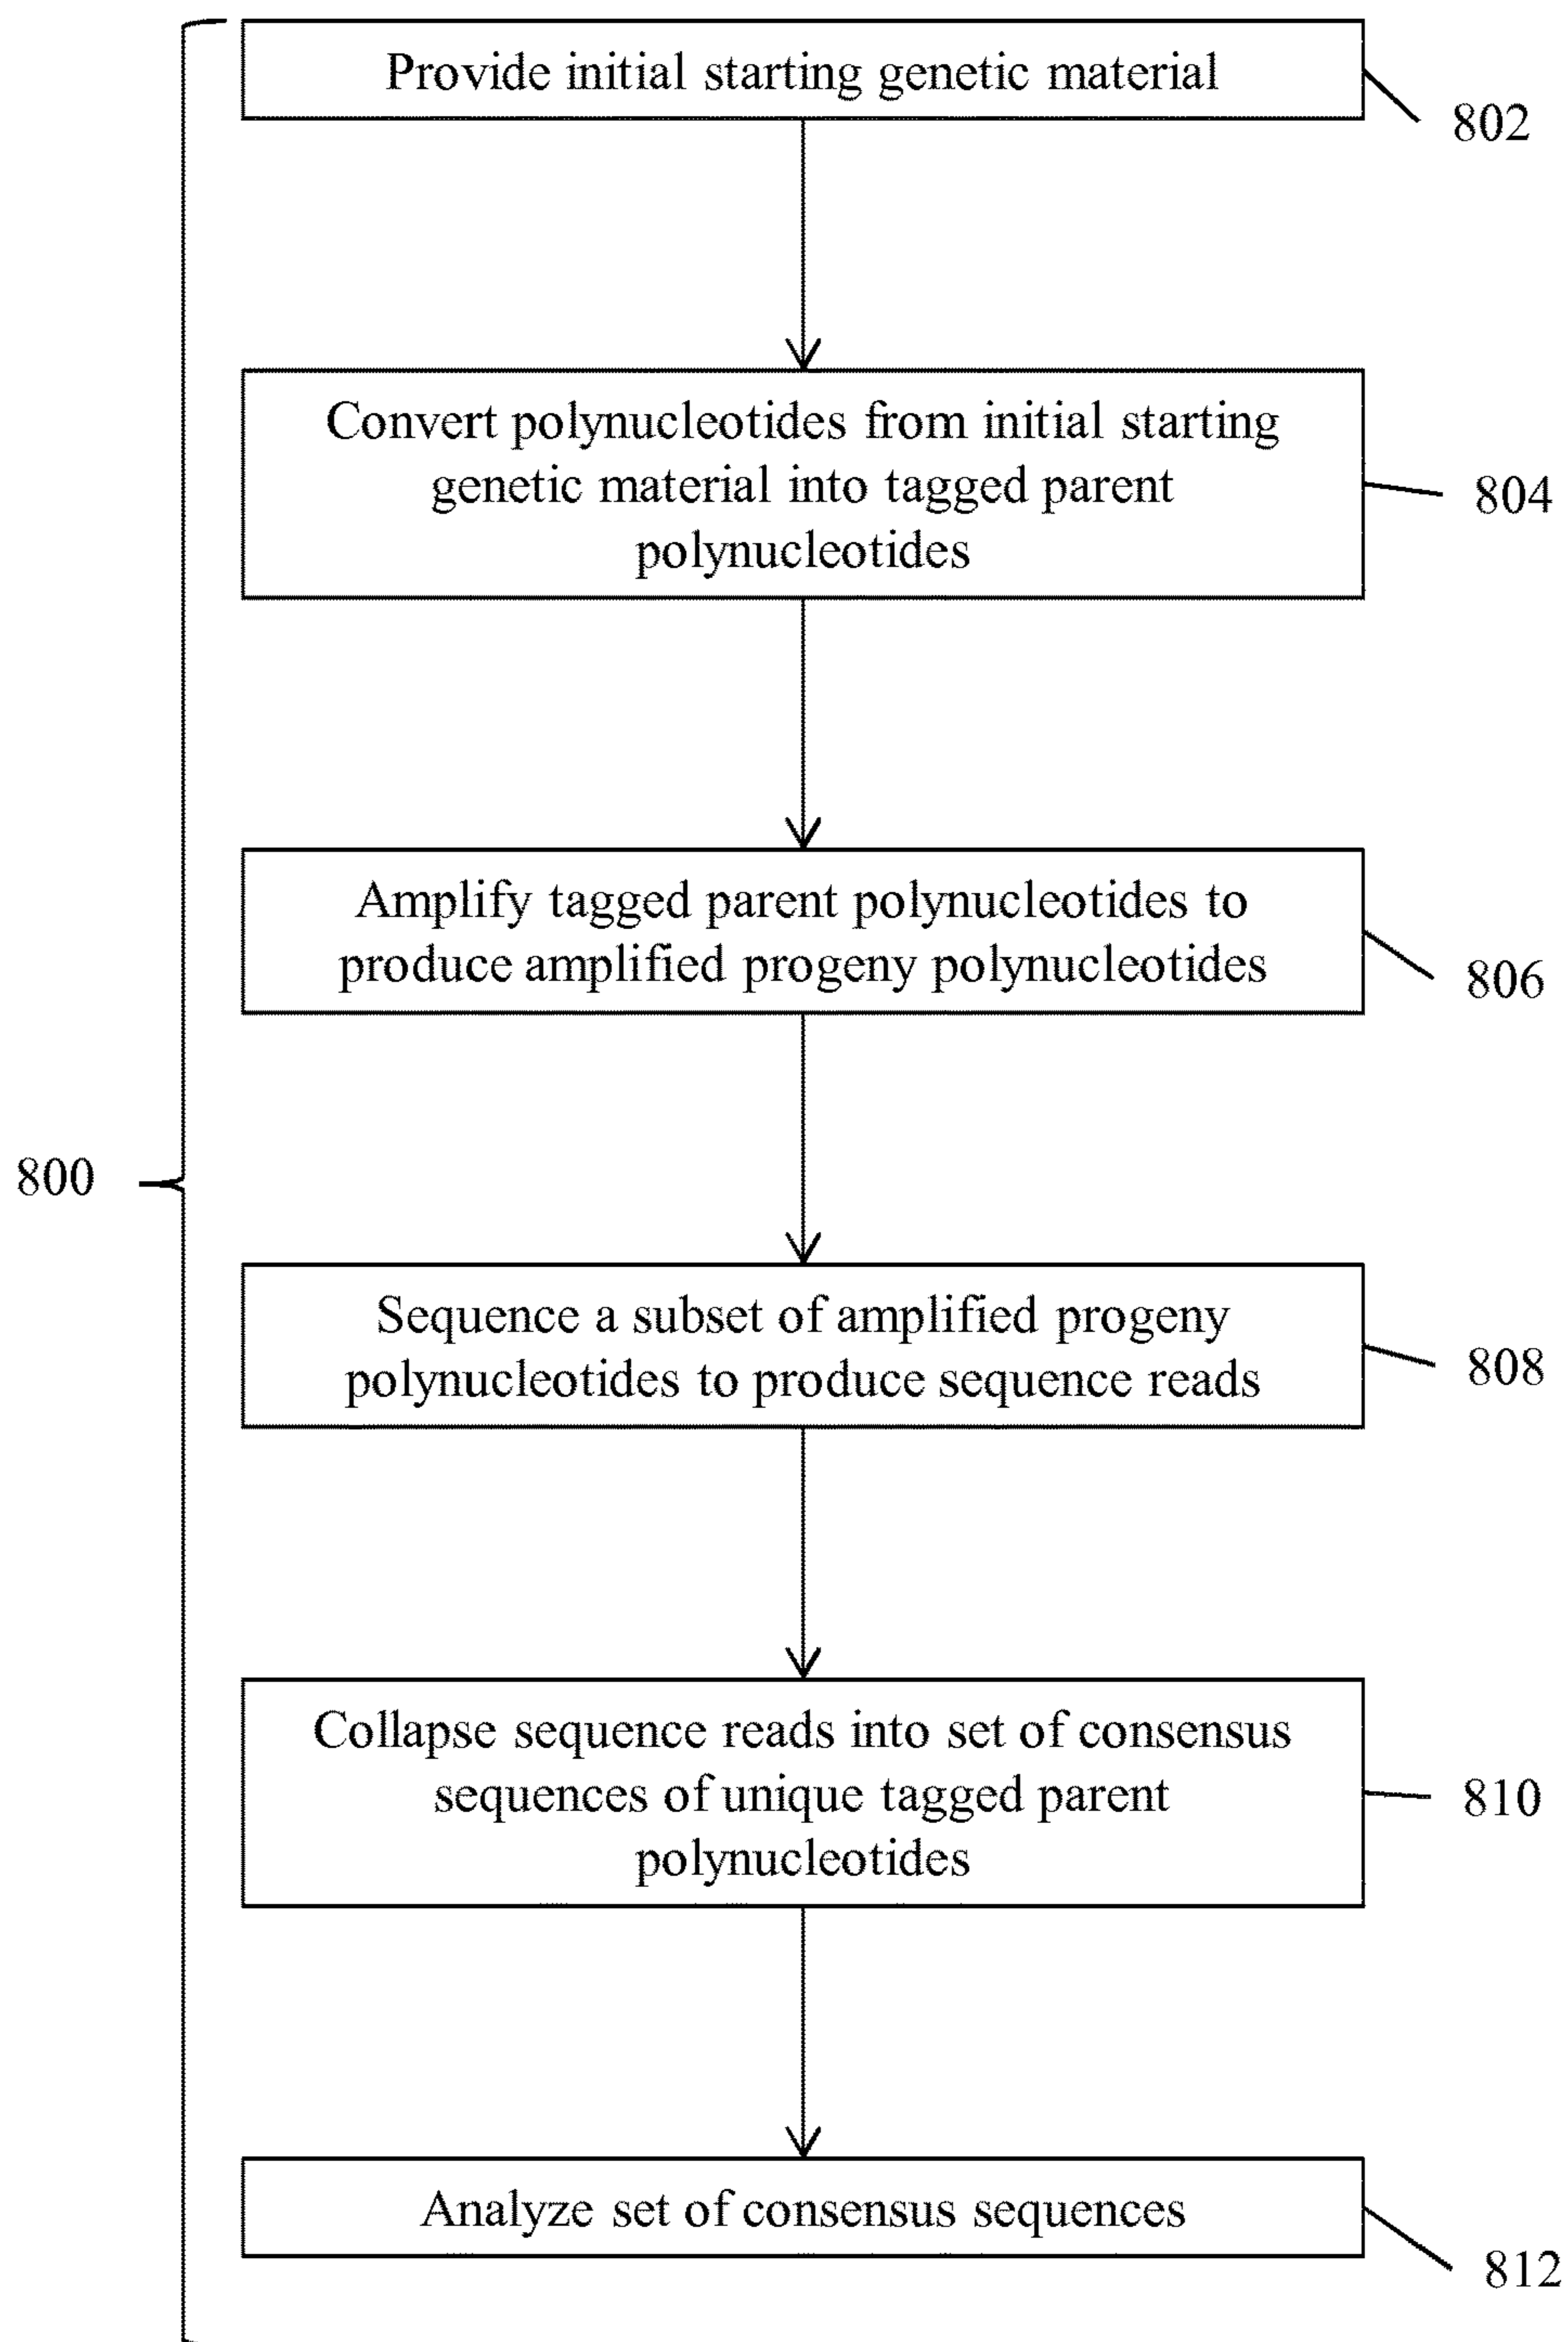 Provide initial starting genetic material
802
Convert polynucleotides from initial starting
genetic material into tagged parent
polynucleotides
804
Amplify tagged parent polynucleotides to
produce amplified progeny polynucleotides
806
800
Sequence a subset of amplified progeny
polynucleotides to produce sequence reads
808
Collapse sequence reads into set of consensus
sequences of unique tagged parent
polynucleotides
810
Analyze set of consensus sequences
812